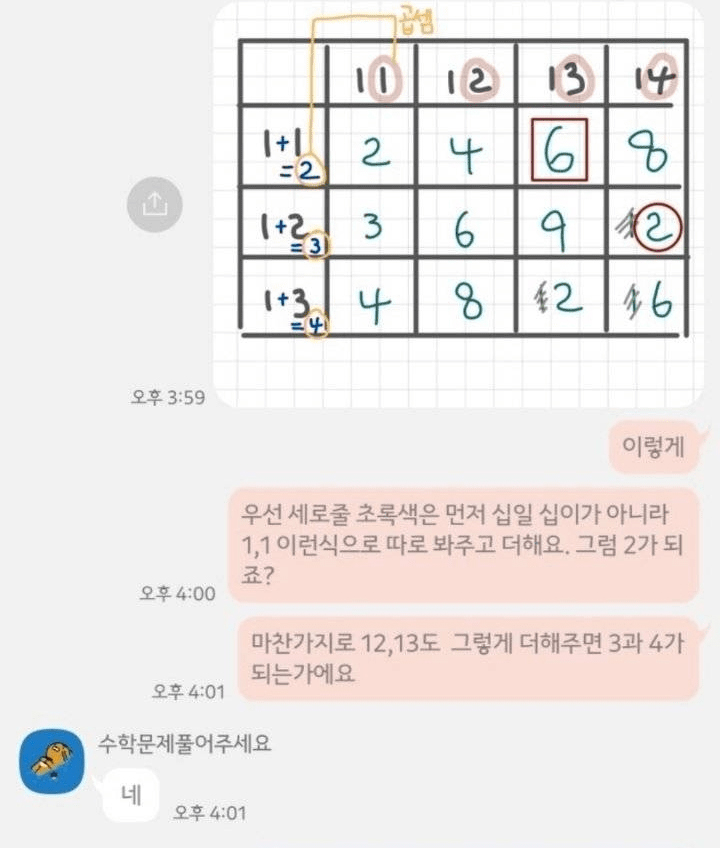 곱셈
11 12 13 14
1+1 2 4 6 8
=2
1+2 3 6 9 12
=3
1+3 4 8 12 16
=4
오후 3:59
이렇게
우선 세로줄 초록색은 먼저 십일 십이가 아니라
1,1 이런식으로 따로 봐주고 더해요. 그럼 2가 되
죠?
오후 4:00
마찬가지로 12,13도 그렇게 더해주면 3과 4가
되는가에요
오후 4:01
수학문제풀어주세요
네
오후 4:01